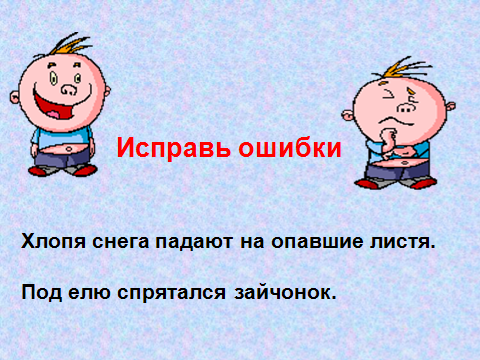 Исправь ошибки
Хлопя снега падают на опавшие листя.
Под елю спрятался зайчонок.